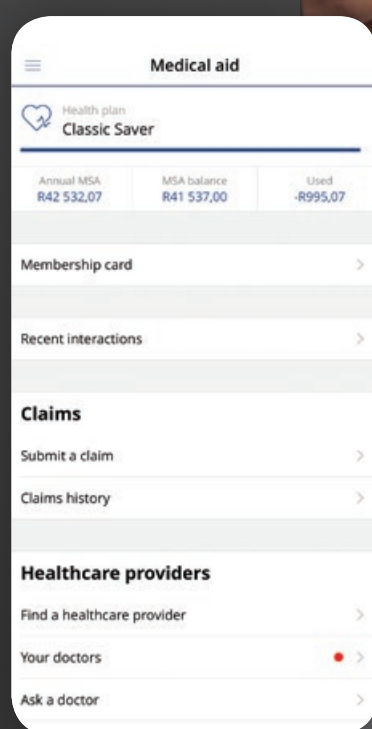 Medical aid
Health plan
Classic Saver
Annual MSA MSA balance Used
R42 532,07 R41 537,00 -R995,07
Membership card
Recent interactions
Claims
Submit a claim
Claims history
Healthcare providers
Find a healthcare provider
Your doctors
Ask a doctor